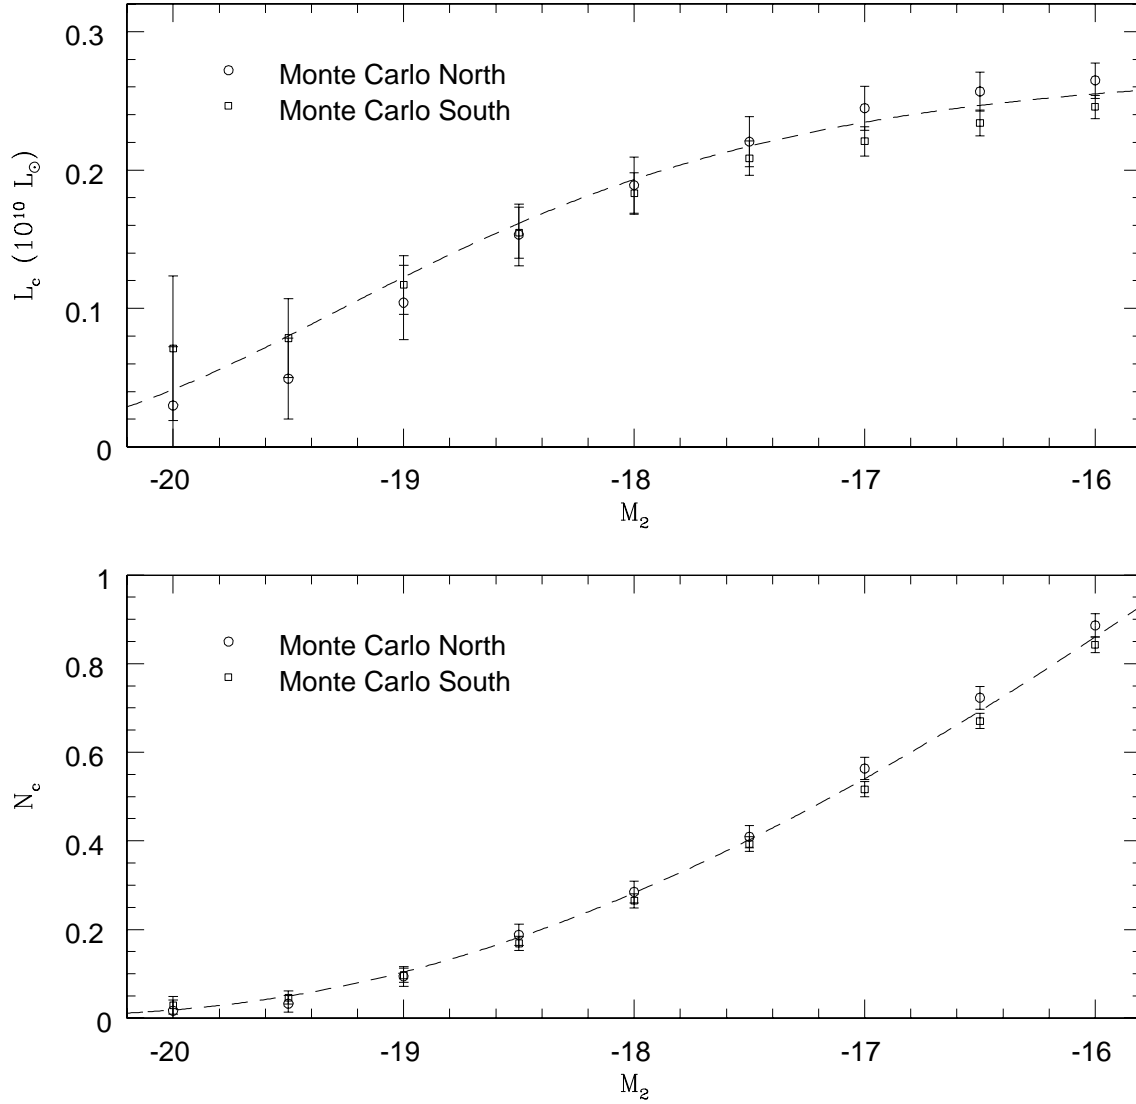 0.3
Monte Carlo North
Monte Carlo South
0.2
L_c (10^10 L_⊙)
0.1
0
-20 -19 -18 -17 -16
M_2
1
Monte Carlo North
0.8
Monte Carlo South
0.6
N_c
0.4
0.2
0
-20 -19 -18 -17 -16
M_2